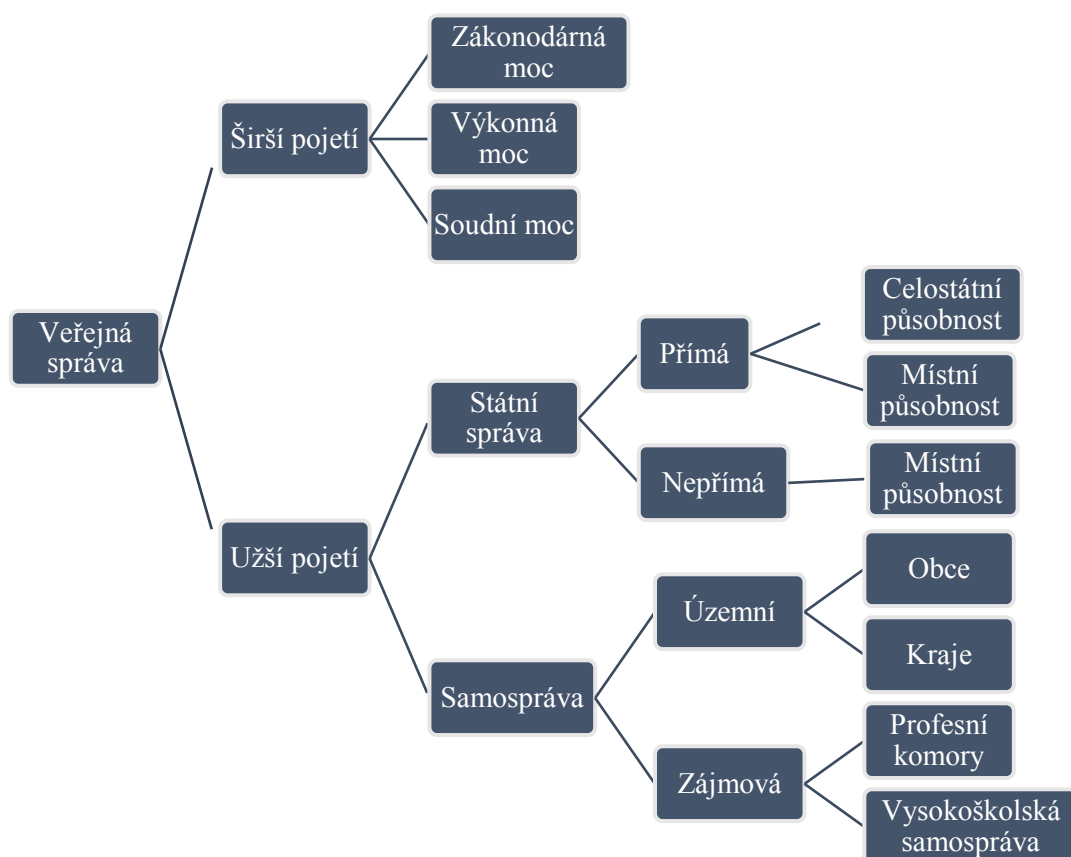 Zákonodárná
moc
Širší pojetí
Výkonná
moc
Soudní moc
Veřejná
správa
Celostátní
působnost
Přímá
Místní
působnost
Státní
správa
Nepřímá
Místní
působnost
Užší pojetí
Obce
Územní
Kraje
Samospráva
Profesní
komory
Zájmová
Vysokoškolská
samospráva